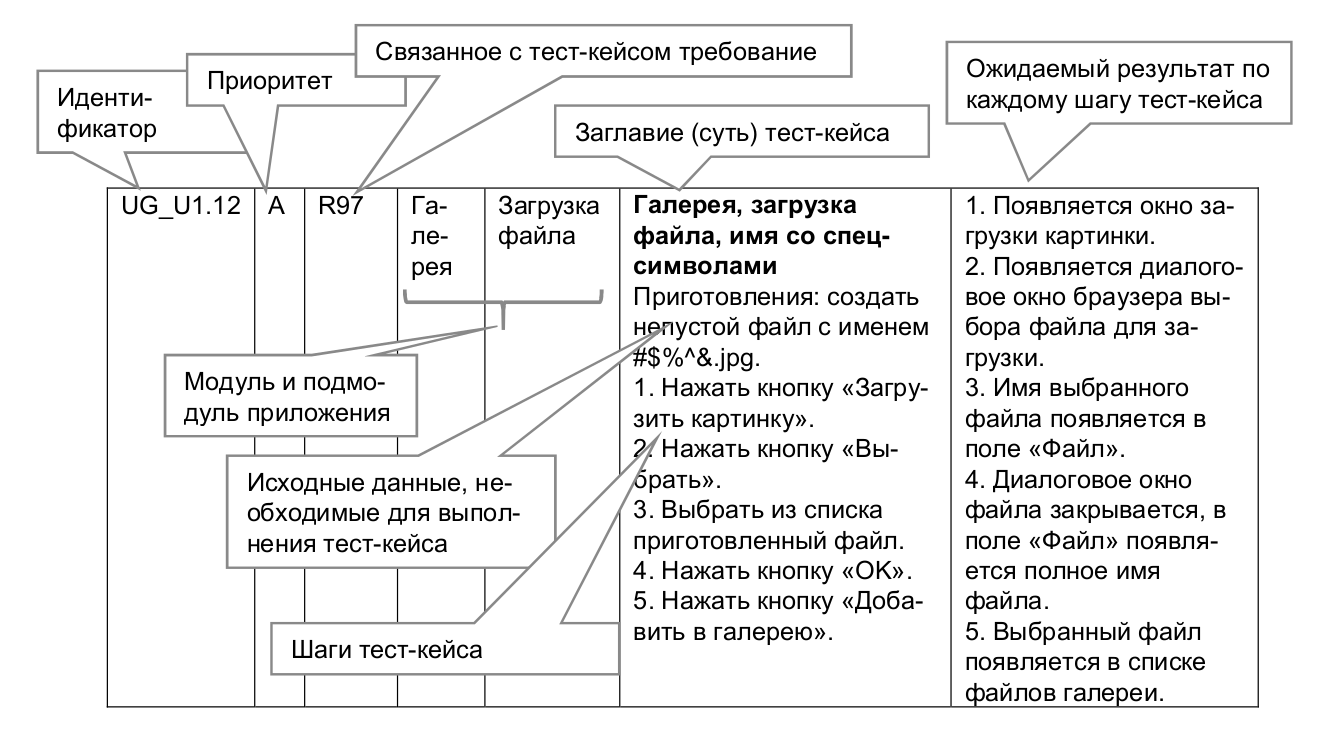 Связанное с тест-кейсом требование
Приоритет
Иденти-
фикатор
Ожидаемый результат по
каждому шагу тест-кейса
Заглавие (суть) тест-кейса
UG_U1.12
A
R97
Га-
ле-
рея
Загрузка
файла
Галерея, загрузка
файла, имя со спец-
символами
Приготовления: создать
непустой файл с именем
#$%^&.jpg.
1. Нажать кнопку «Загру-
зить картинку».
2. Нажать кнопку «Вы-
брать».
3. Выбрать из списка
приготовленный файл.
4. Нажать кнопку «OK».
5. Нажать кнопку «Доба-
вить в галерею».
1. Появляется окно за-
грузки картинки.
2. Появляется диалого-
вое окно браузера вы-
бора файла для за-
грузки.
3. Имя выбранного
файла появляется в
поле «Файл».
4. Диалоговое окно
файла закрывается, в
поле «Файл» появля-
ется полное имя
файла.
5. Выбранный файл
появляется в списке
файлов галереи.
Модуль и подмо-
дуль приложения
Исходные данные, не-
обходимые для выпол-
нения тест-кейса
Шаги тест-кейса